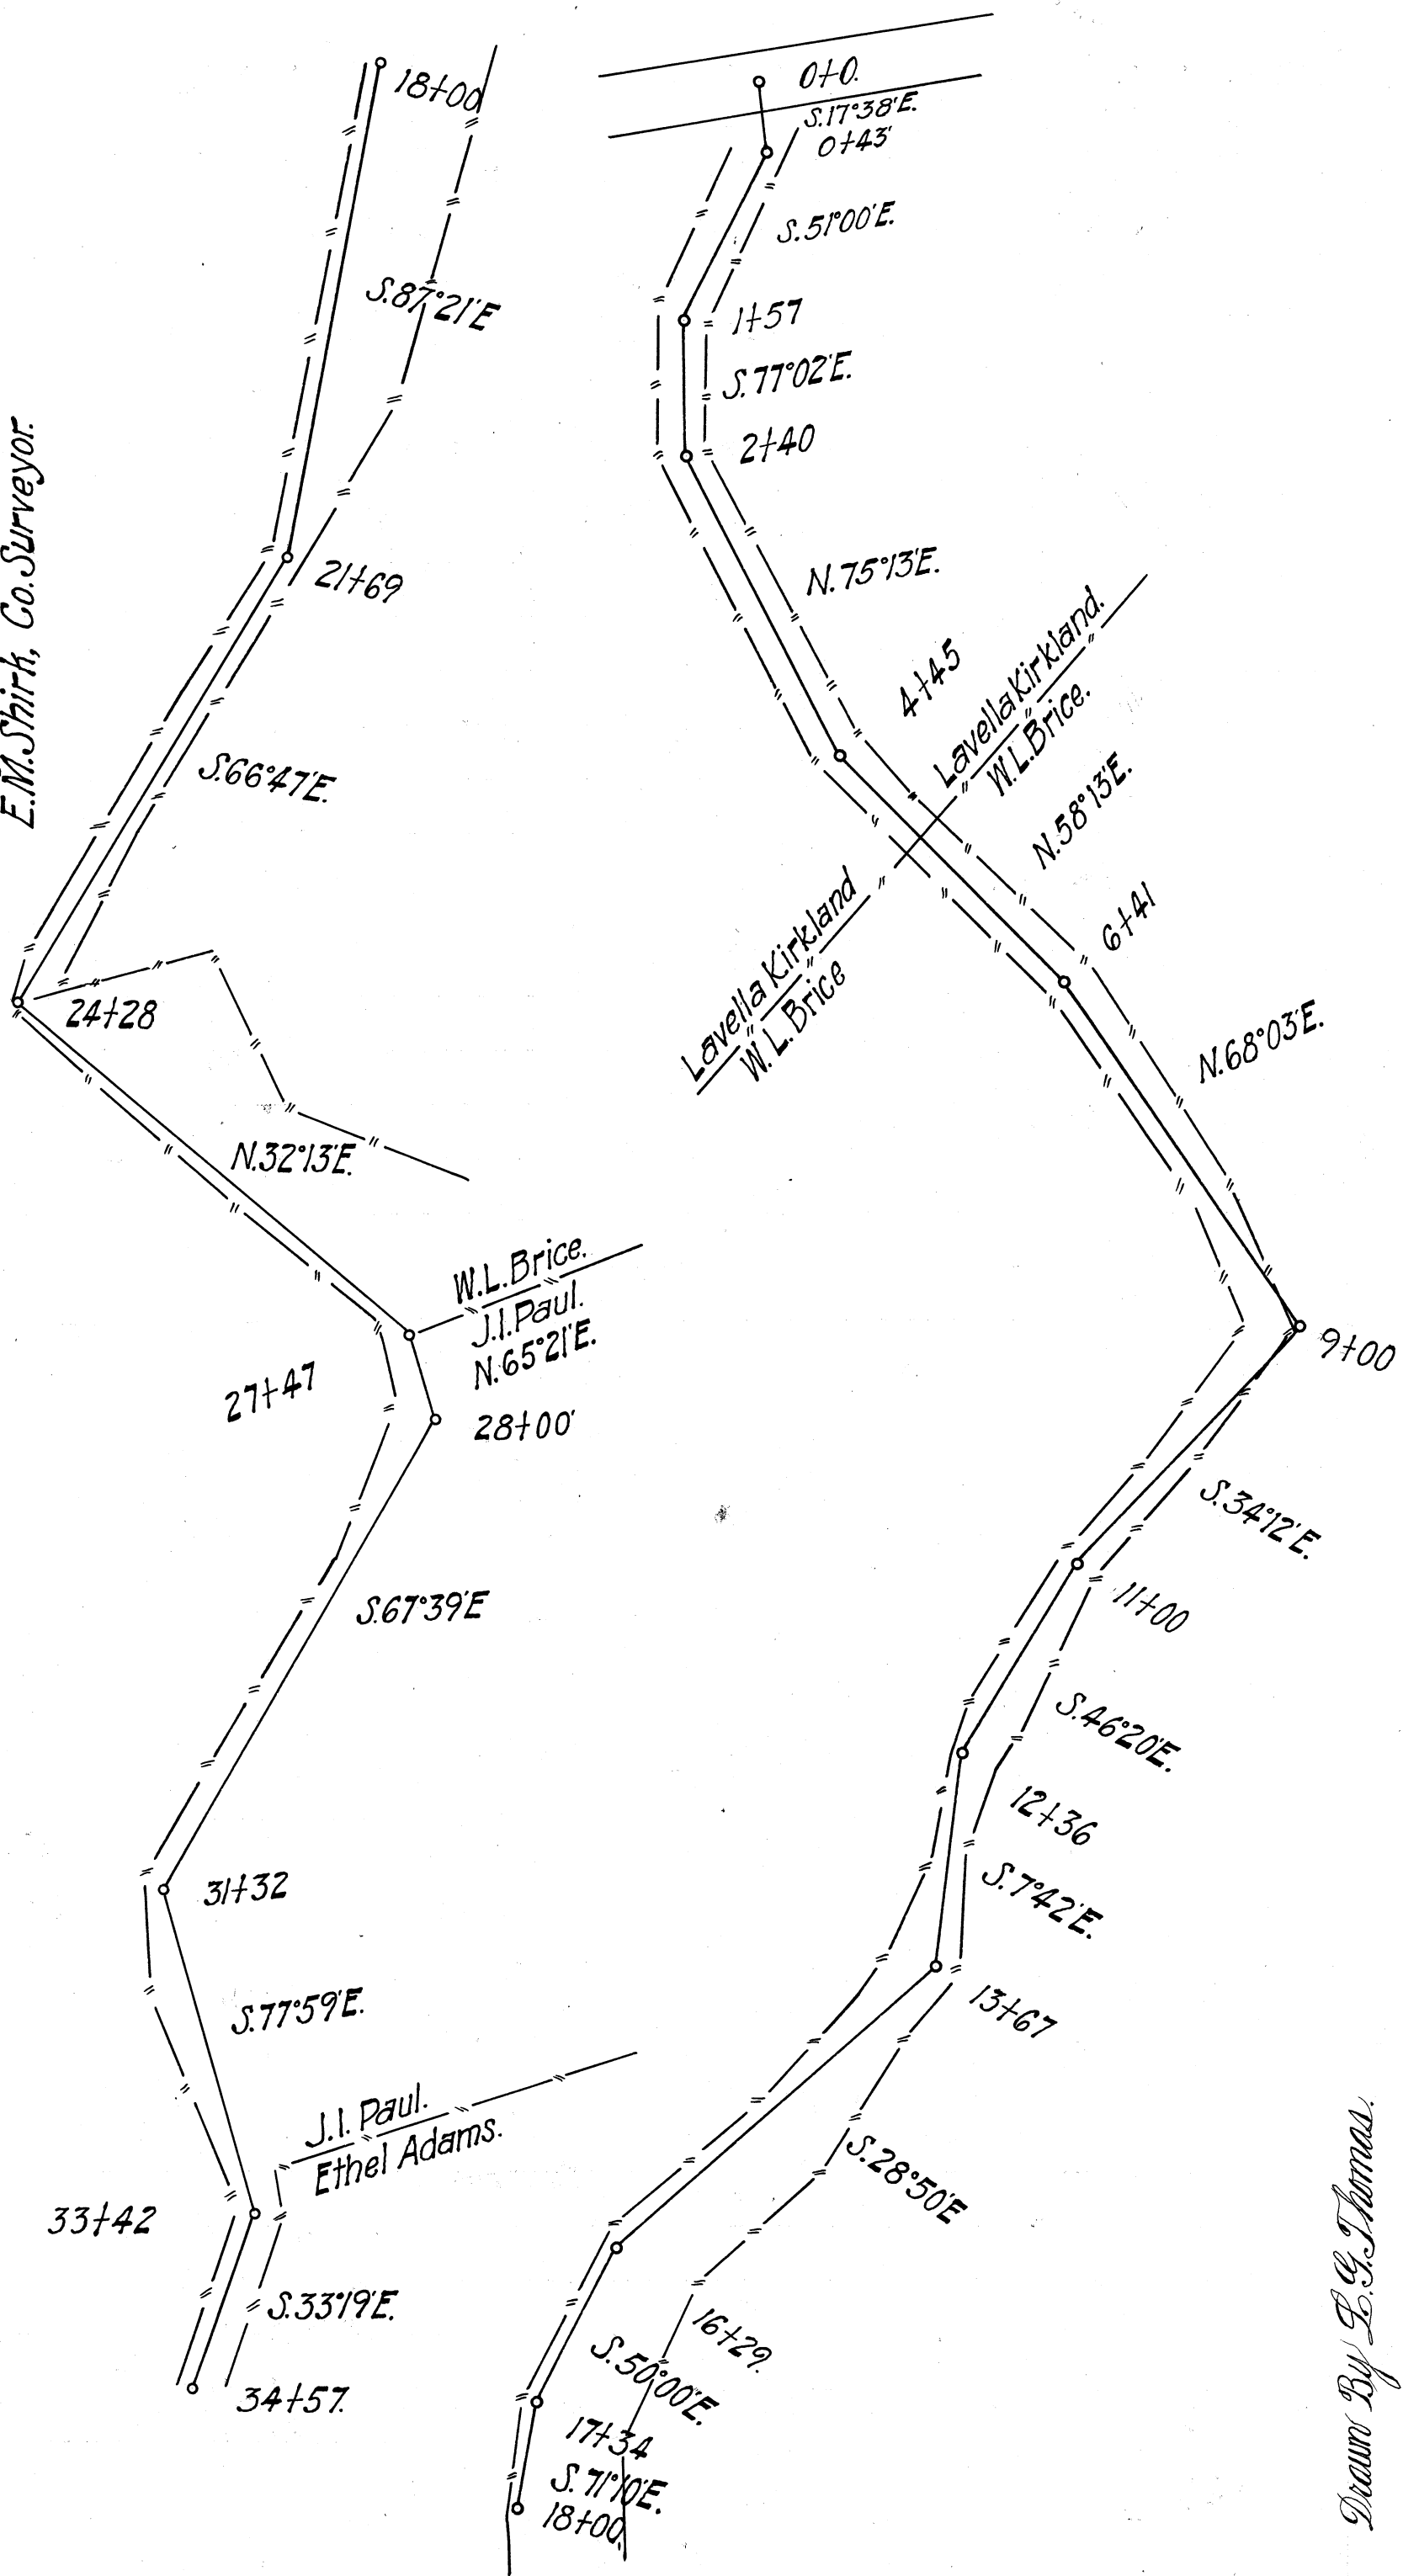 E.M.Shirk, Co.Surveyor.
18+00
S.87°21'E
21+69
S.66°47'E.
24+28
N.32°13'E.
W.L.Brice.
J.I.Paul.
N.65°21'E.
27+47
28+00'
S.67°39'E
31+32
S.77°59'E.
J.I. Paul.
Ethel Adams.
33+42
S.33°19'E.
34+57.
0+0.
S.17°38'E.
0+43'
S.51°00'E.
1+57
S.77°02'E.
2+40
N.75°13'E.
4+45
Lavella Kirkland.
W.L.Brice.
Lavella Kirkland
W.L.Brice
N.58°13'E.
6+41
N.68°03'E.
9+00
S.34°12'E.
11+00
S.46°20'E.
12+36
S.7°42'E.
13+67
S.28°50'E
16+29.
S.50°00'E.
17+34
S.71°10'E.
18+00.
Drawn By L.G.Thomas.